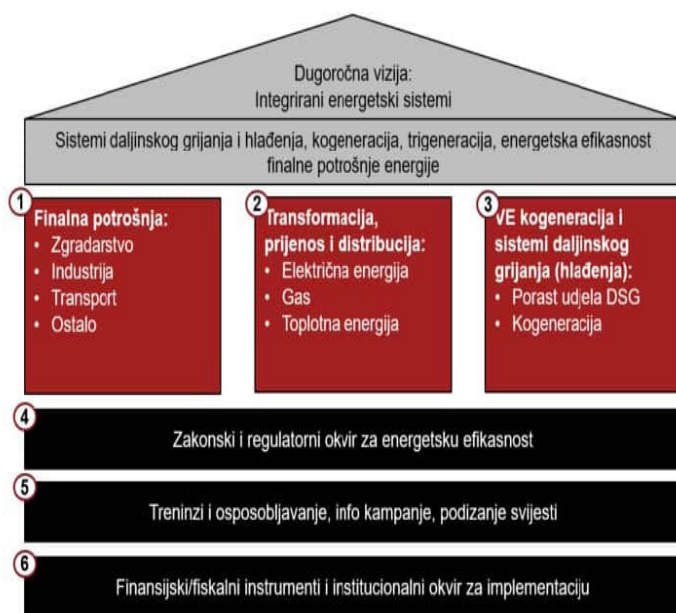 Dugoročna vizija:
Integrirani energetski sistemi
Sistemi daljinskog grijanja i hlađenja, kogeneracija, trigeneracija, energetska efikasnost
finalne potrošnje energije
1
Finalna potrošnja:
• Zgradarstvo
• Industrija
• Transport
• Ostalo
2
Transformacija,
prijenos i distribucija:
• Električna energija
• Gas
• Toplotna energija
3
VE kogeneracija i
sistemi daljinskog
grijanja (hlađenja):
• Porast udjela DSG
• Kogeneracija
4
Zakonski i regulatorni okvir za energetsku efikasnost
5
Treninzi i osposobljavanje, info kampanje, podizanje svijesti
6
Finansijski/fiskalni instrumenti i institucionalni okvir za implementaciju